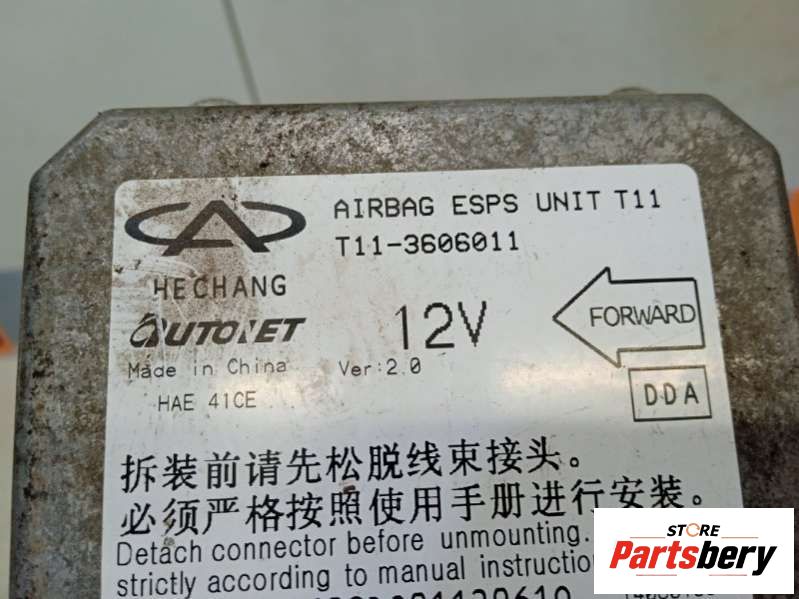 AIRBAG ESPS UNIT T11
T11-3606011
HECHANG
AUTOLET
12V
FORWARD
Made in China
Ver:2.0
HAE 41CE
DDA
拆装前请先松脱线束接头。
必须严格按照使用手册进行安装。
Detach connector before unmounting.
strictly according to manual instruction
STORE
Partsbery